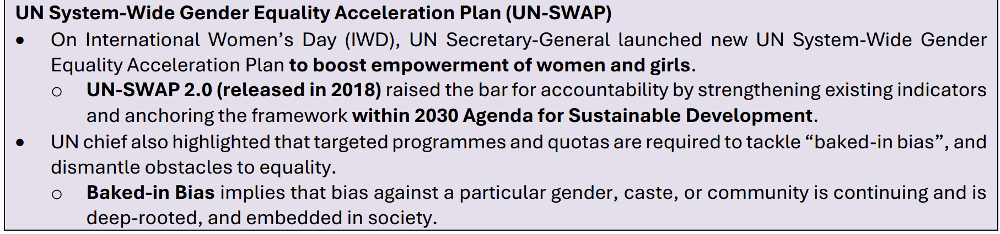 UN System-Wide Gender Equality Acceleration Plan (UN-SWAP)
• On International Women’s Day (IWD), UN Secretary-General launched new UN System-Wide Gender
Equality Acceleration Plan to boost empowerment of women and girls.
○ UN-SWAP 2.0 (released in 2018) raised the bar for accountability by strengthening existing indicators
and anchoring the framework within 2030 Agenda for Sustainable Development.
• UN chief also highlighted that targeted programmes and quotas are required to tackle “baked-in bias”, and
dismantle obstacles to equality.
○ Baked-in Bias implies that bias against a particular gender, caste, or community is continuing and is
deep-rooted, and embedded in society.